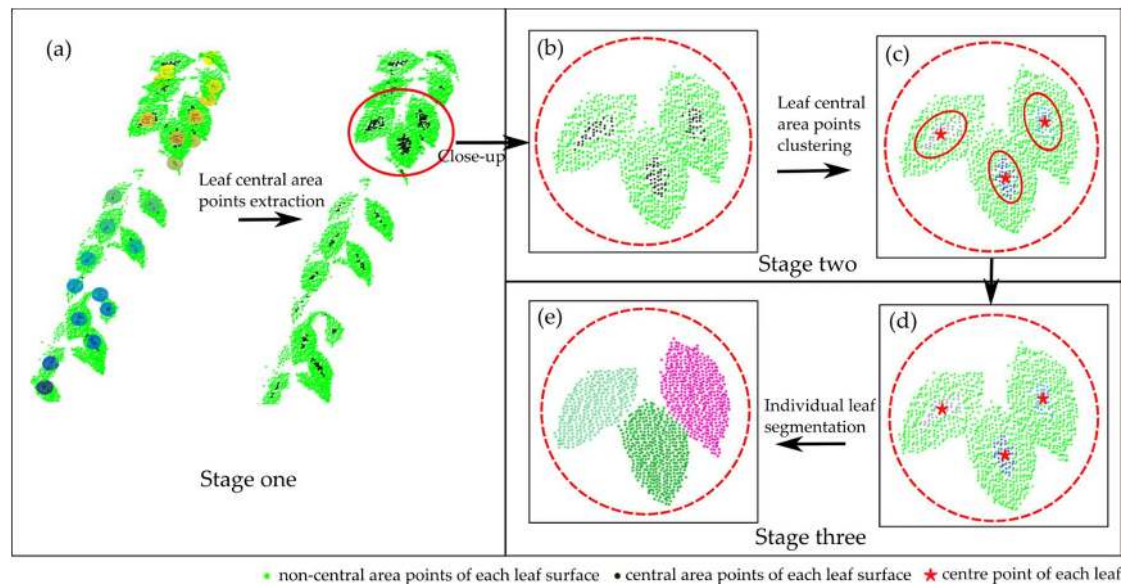 (a)
Leaf central area
points extraction
Stage one
Close-up
(b)
Leaf central
area points
clustering
(c)
Stage two
(d)
Individual leaf
segmentation
(e)
Stage three
non-central area points of each leaf surface
central area points of each leaf surface
centre point of each leaf